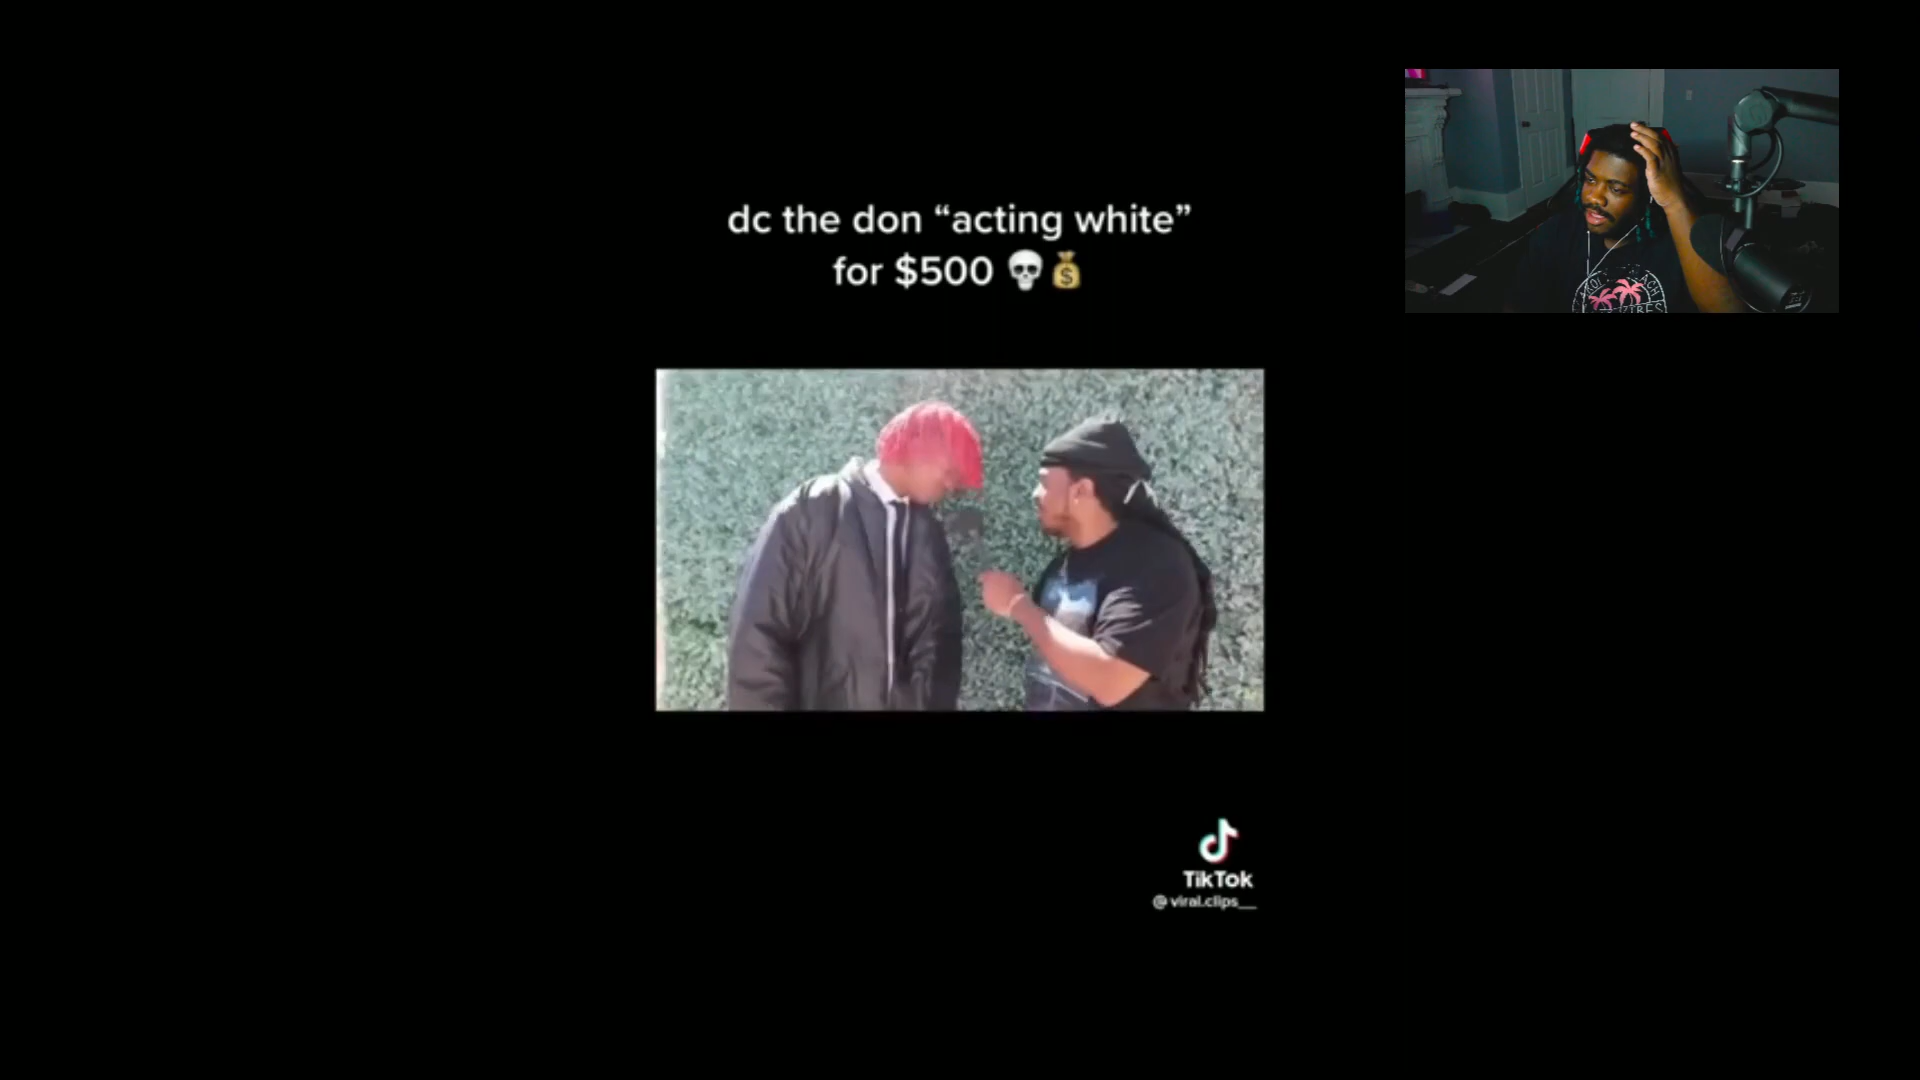 dc the don “acting white”
for $500 💀💰
TikTok
@viral.clips__